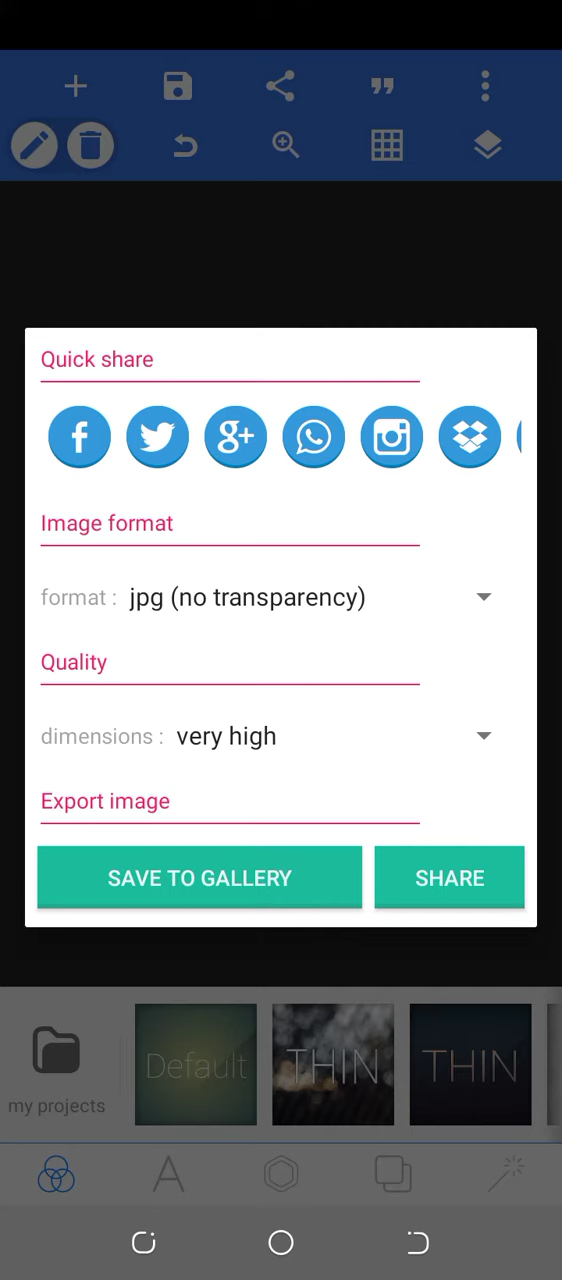 Quick share
f
g+
Image format
format : jpg (no transparency)
Quality
dimensions : very high
Export image
SAVE TO GALLERY
SHARE
Default
THIN
THIN
my projects
A